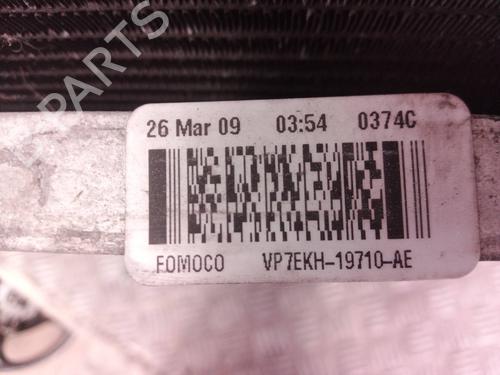 PARTS
26 Mar 09 03:54 0374C
FOMOCO VP7EKH-19710-AE